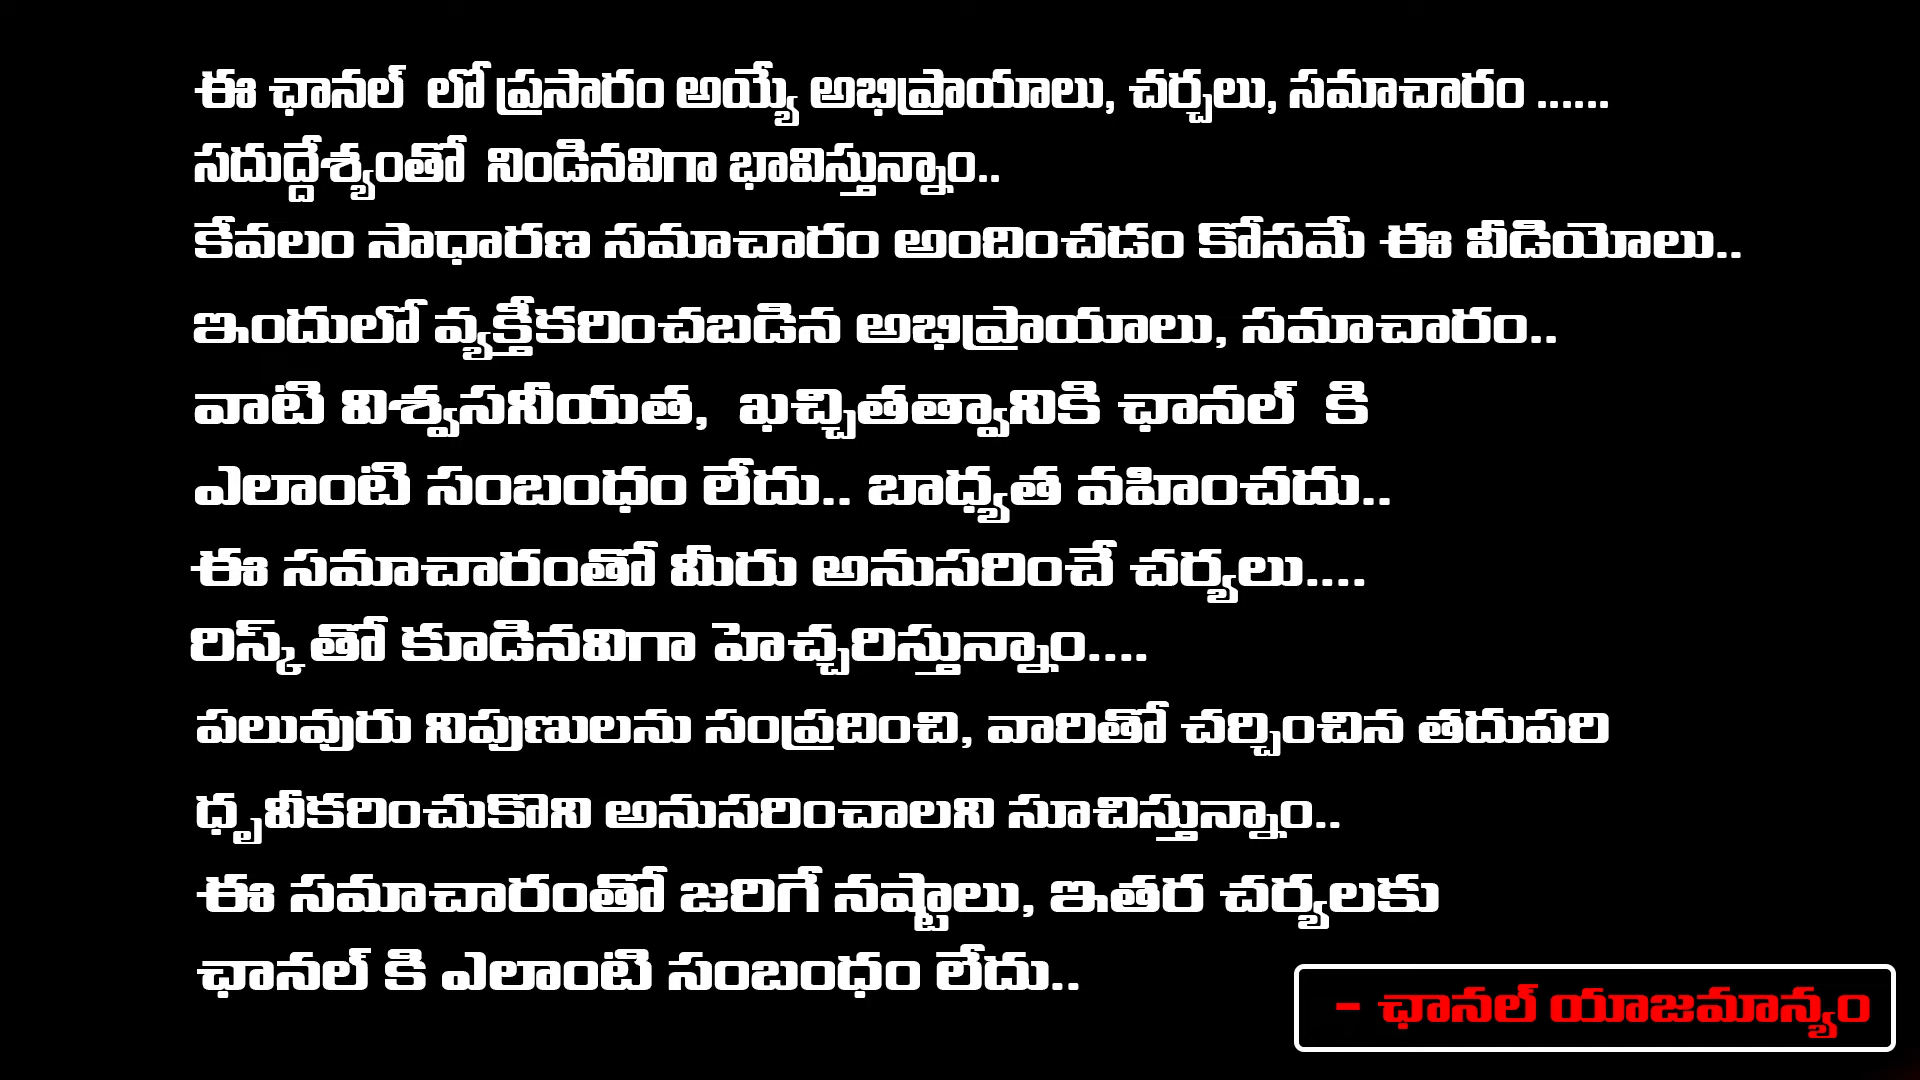 ఈ ఛానల్ లో ప్రసారం అయ్యే అభిప్రాయాలు, చర్చలు, సమాచారం ......
సదుద్దేశ్యంతో నిండినవిగా భావిస్తున్నాం..
కేవలం సాధారణ సమాచారం అందించడం కోసమే ఈ వీడియోలు..
ఇందులో వ్యక్తీకరించబడిన అభిప్రాయాలు, సమాచారం..
వాటి విశ్వసనీయత, ఖచ్చితత్వానికి ఛానల్ కి
ఎలాంటి సంబంధం లేదు.. బాధ్యత వహించదు..
ఈ సమాచారంతో మీరు అనుసరించే చర్యలు....
రిస్క్ తో కూడినవిగా హెచ్చరిస్తున్నాం....
పలువురు నిపుణులను సంప్రదించి, వారితో చర్చించిన తదుపరి
ధృవీకరించుకొని అనుసరించాలని సూచిస్తున్నాం..
ఈ సమాచారంతో జరిగే నష్టాలు, ఇతర చర్యలకు
ఛానల్ కి ఎలాంటి సంబంధం లేదు..
- ఛానల్ యాజమాన్యం